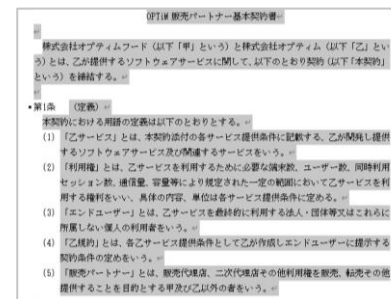 OPTiM 販売パートナー基本契約書
株式会社オプティムフード（以下「甲」という）と株式会社オプティム（以下「乙」とい
う）とは、乙が提供するソフトウェアサービスに関して、以下のとおり契約（以下「本契約」
という）を締結する。
第1条 （定義）
本契約における用語の定義は以下のとおりとする。
(1) 「乙サービス」とは、本契約添付の各サービス提供条件に記載する、乙が開発し提供
するソフトウェアサービス及び関連するサービスをいう。
(2) 「利用権」とは、乙サービスを利用するために必要な端末数、ユーザー数、同時利用
セッション数、通信量、容量等により規定された一定の範囲において乙サービスを利
用する権利をいい、具体の内容、単位は各サービス提供条件に定める。
(3) 「エンドユーザー」とは、乙サービスを最終的に利用する法人・団体等又はこれらに
所属しない個人の利用者をいう。
(4) 「乙規約」とは、各乙サービス提供条件として乙が作成しエンドユーザーに提示する
契約条件の定めをいう。
(5) 「販売パートナー」とは、販売代理店、二次代理店その他利用権を販売、転売その他
提供することを目的とする甲及び乙以外の者をいう。